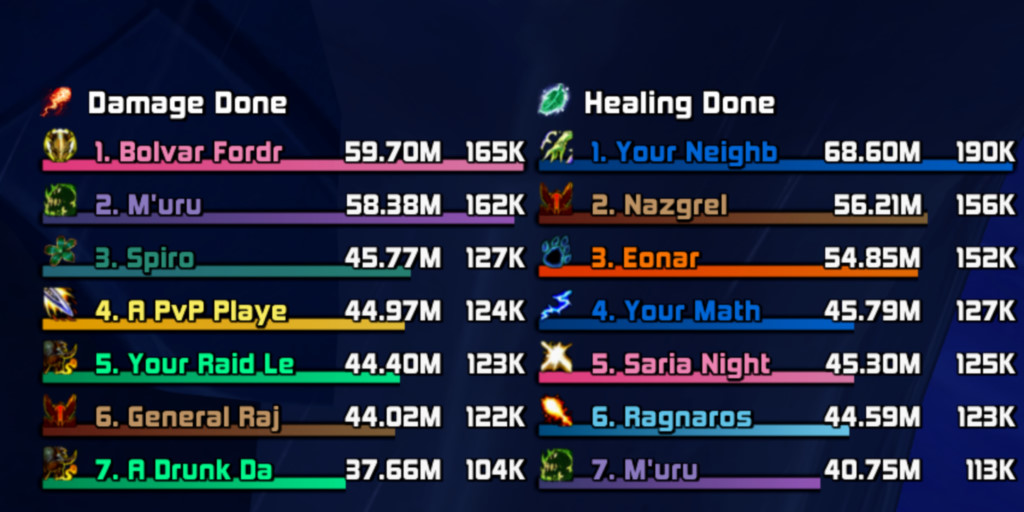 Damage Done
1. Bolvar Fordr 59.70M 165K
2. M'uru 58.38M 162K
3. Spiro 45.77M 127K
4. A PvP Playe 44.97M 124K
5. Your Raid Le 44.40M 123K
6. General Raj 44.02M 122K
7. A Drunk Da 37.66M 104K
Healing Done
1. Your Neighb 68.60M 190K
2. Nazgrel 56.21M 156K
3. Eonar 54.85M 152K
4. Your Math 45.79M 127K
5. Saria Night 45.30M 125K
6. Ragnaros 44.59M 123K
7. M'uru 40.75M 113K